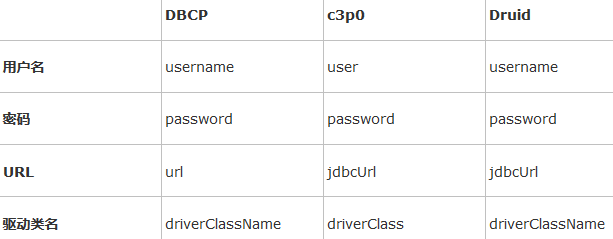 DBCP c3p0 Druid
用户名 username user username
密码 password password password
URL url jdbcUrl jdbcUrl
驱动类名 driverClassName driverClass driverClassName